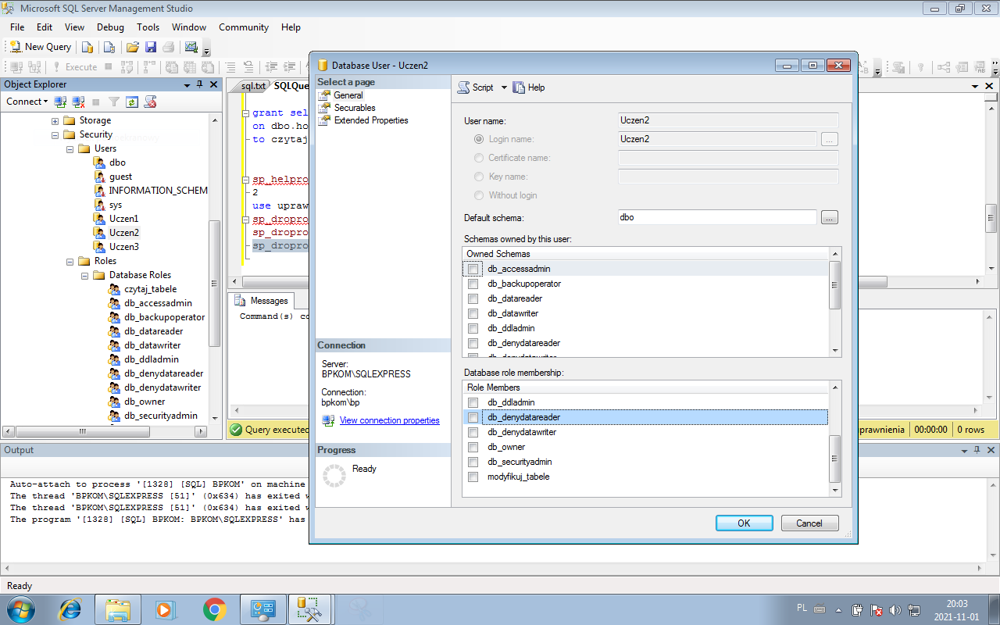 Microsoft SQL Server Management Studio
File Edit View Debug Tools Window Community Help
New Query
Execute
Object Explorer
Connect
Storage
Security
Users
dbo
guest
INFORMATION_SCHEM
sys
Uczen1
Uczen2
Uczen3
Roles
Database Roles
czytaj_tabele
db_accessadmin
db_backupoperator
db_datareader
db_datawriter
db_ddladmin
db_denydatareader
db_denydatawriter
db_owner
db_securityadmin
sql.txt SQLQue
grant sel
on dbo.ho
to czytaj
sp_helpro
2
use upraw
sp_dropro
sp_dropro
sp_dropro
Messages
Command(s) co
Query executed
prawnienia 00:00:00 0 rows
Database User - Uczen2
Select a page
General
Securables
Extended Properties
Connection
Server:
BPKOM\SQLEXPRESS
Connection:
bpkom\bp
View connection properties
Progress
Ready
Script Help
User name: Uczen2
Login name: Uczen2 ...
Certificate name:
Key name:
Without login
Default schema: dbo ...
Schemas owned by this user:
Owned Schemas
db_accessadmin
db_backupoperator
db_datareader
db_datawriter
db_ddladmin
db_denydatareader
db_denydatawriter
Database role membership:
Role Members
db_ddladmin
db_denydatareader
db_denydatawriter
db_owner
db_securityadmin
modyfikuj_tabele
OK Cancel
Output
Auto-attach to process '[1328] [SQL] BPKOM' on machine
The thread 'BPKOM\SQLEXPRESS [51]' (0x634) has exited w
The thread 'BPKOM\SQLEXPRESS [51]' (0x634) has exited w
The program '[1328] [SQL] BPKOM: BPKOM\SQLEXPRESS' has
Ready
PL
20:03
2021-11-01